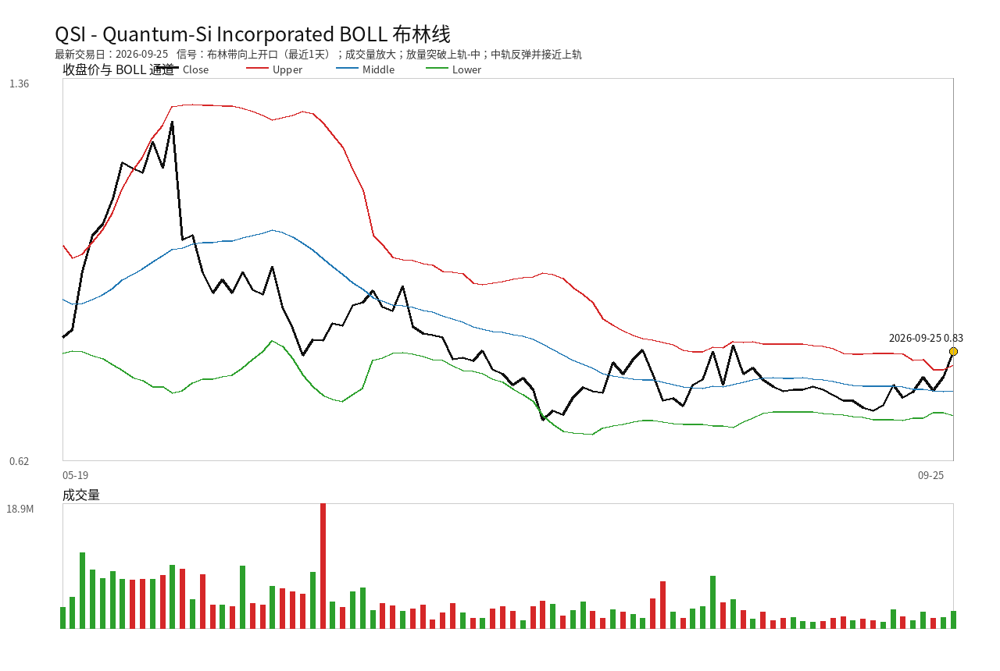 QSI - Quantum-Si Incorporated BOLL 布林线
最新交易日：2026-09-25 信号：布林带向上开口（最近1天）；成交量放大；放量突破上轨-中；中轨反弹并接近上轨
收盘价与 BOLL 通道 Close Upper Middle Lower
1.36
2026-09-25 0.83
0.62
05-19 09-25
成交量
18.9M